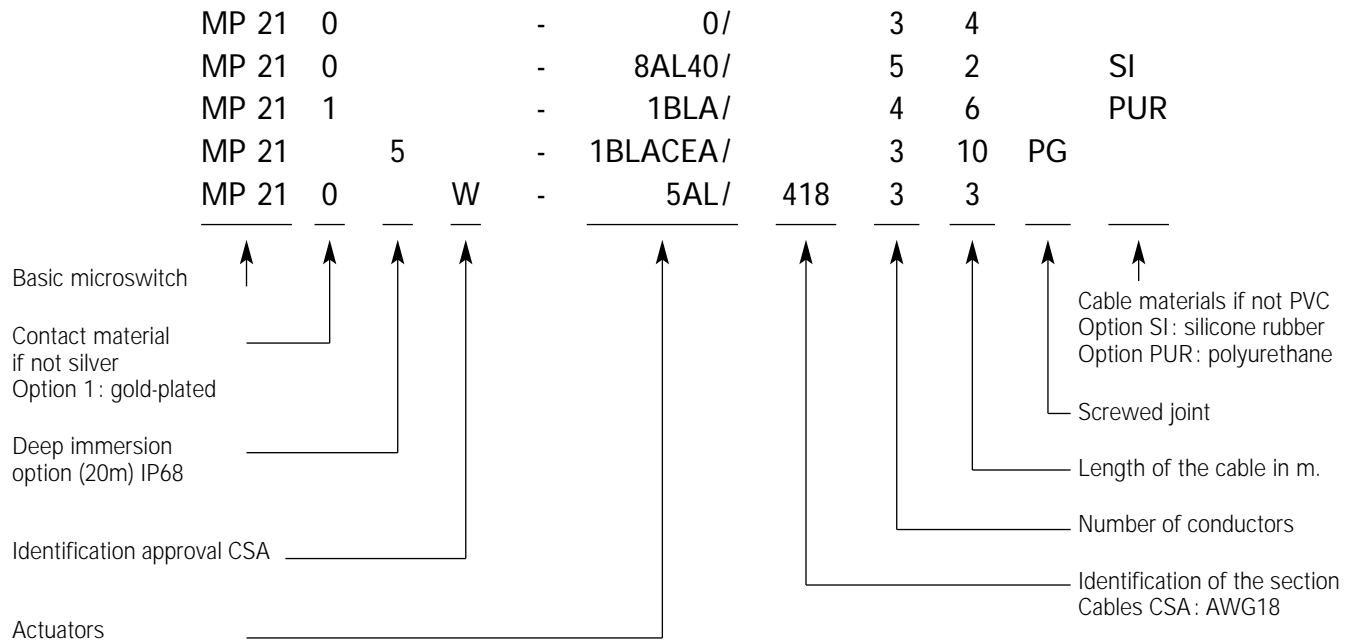 MP 21 0 - 0/ 3 4
MP 21 0 - 8AL40/ 5 2 SI
MP 21 1 - 1BLA/ 4 6 PUR
MP 21 5 - 1BLACEA/ 3 10 PG
MP 21 0 W - 5AL/ 418 3 3
Basic microswitch
Contact material
if not silver
Option 1: gold-plated
Deep immersion
option (20m) IP68
Identification approval CSA
Actuators
Cable materials if not PVC
Option SI: silicone rubber
Option PUR: polyurethane
Screwed joint
Length of the cable in m.
Number of conductors
Identification of the section
Cables CSA: AWG18